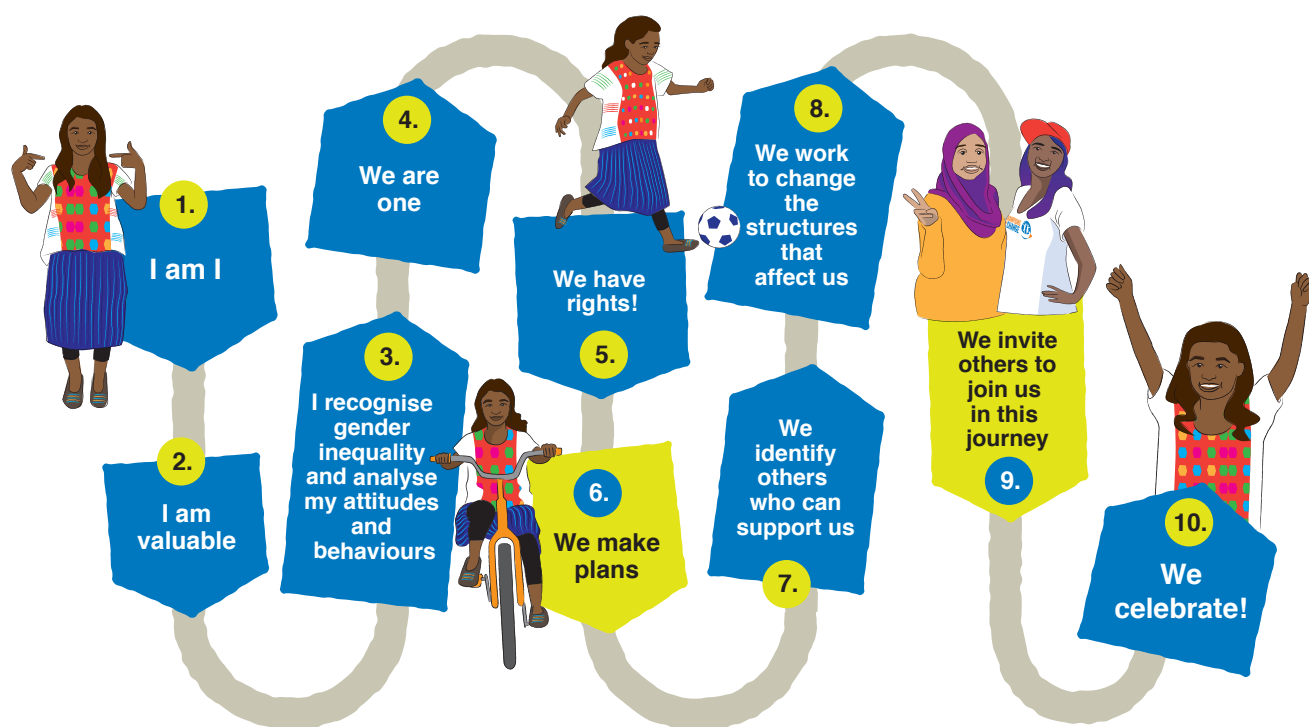 1.
I am I
2.
I am
valuable
3.
I recognise
gender
inequality
and analyse
my attitudes
and
behaviours
4.
We are
one
We have
rights!
5.
6.
We make
plans
We
identify
others
who can
support us
7.
8.
We work
to change
the
structures
that
affect us
We invite
others to
join us
in this
journey
9.
10.
We
celebrate!